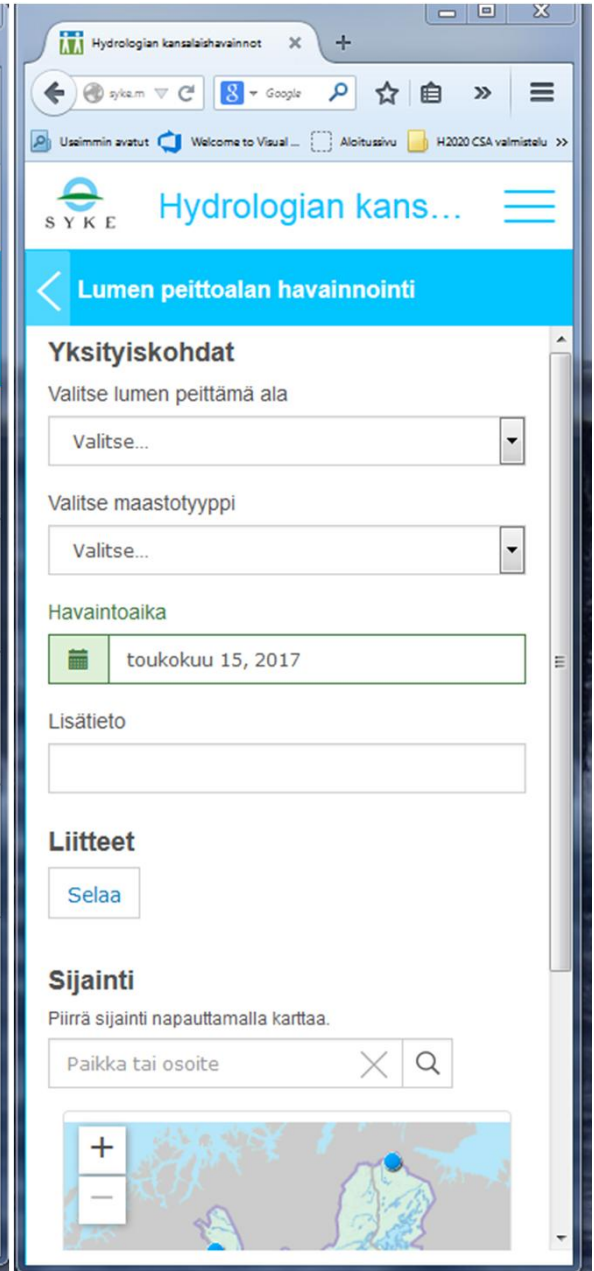 Hydrologian kansalaishavainnot
syke.m
Google
Useimmin avatut Welcome to Visual ... Aloitussivu H2020 CSA valmistelu
SYKE
Hydrologian kans...
Lumen peittoalan havainnointi
Yksityiskohdat
Valitse lumen peittämä ala
Valitse...
Valitse maastotyyppi
Valitse...
Havaintoaika
toukokuu 15, 2017
Lisätieto
Liitteet
Selaa
Sijainti
Piirrä sijainti napauttamalla karttaa.
Paikka tai osoite